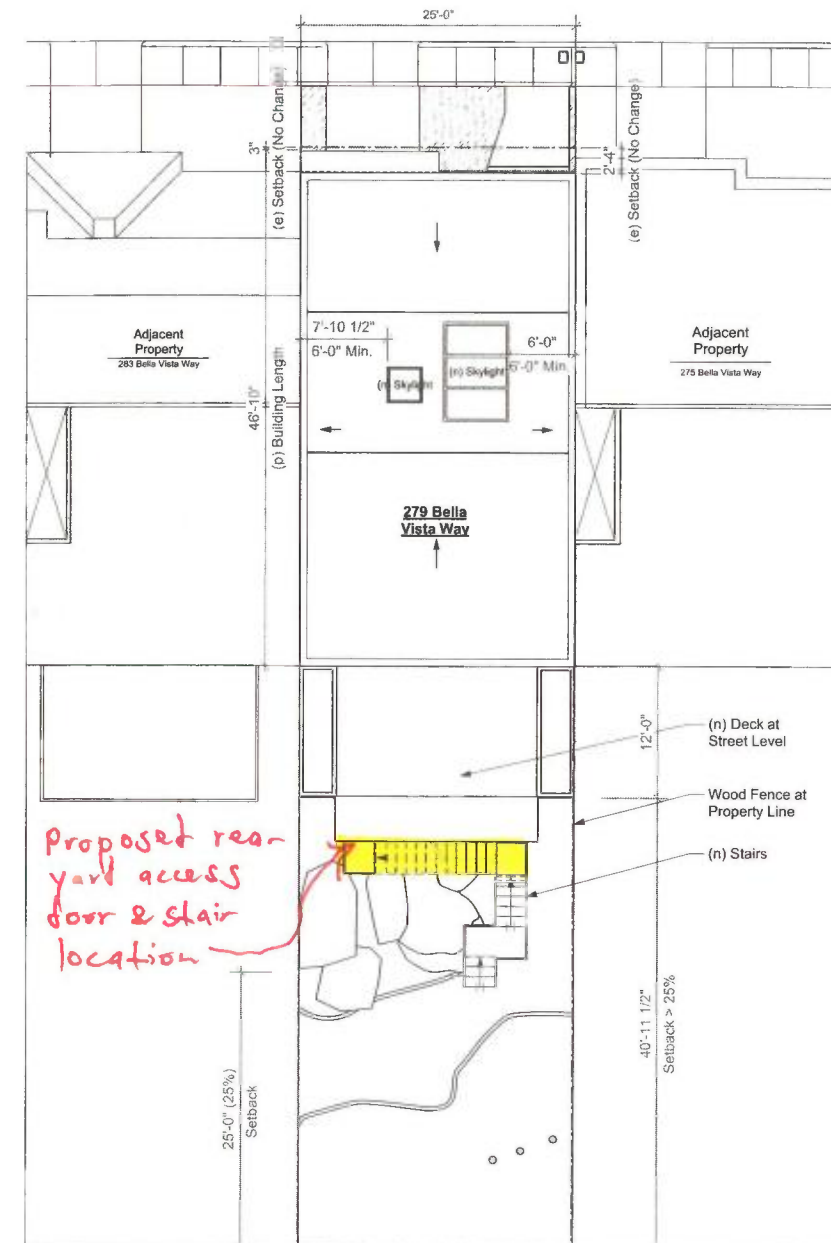 25'-0"
(e) Setback (No Change)
3"
2'-4"
(e) Setback (No Change)
Adjacent
Property
283 Bella Vista Way
7'-10 1/2"
6'-0" Min.
(n) Skylight
(n) Skylight
6'-0"
6'-0" Min.
Adjacent
Property
275 Bella Vista Way
46'-10"
(p) Building Length
279 Bella
Vista Way
12'-0"
(n) Deck at
Street Level
Wood Fence at
Property Line
(n) Stairs
Proposed rear
yard access
door & stair
location
25'-0" (25%)
Setback
40'-11 1/2"
Setback > 25%